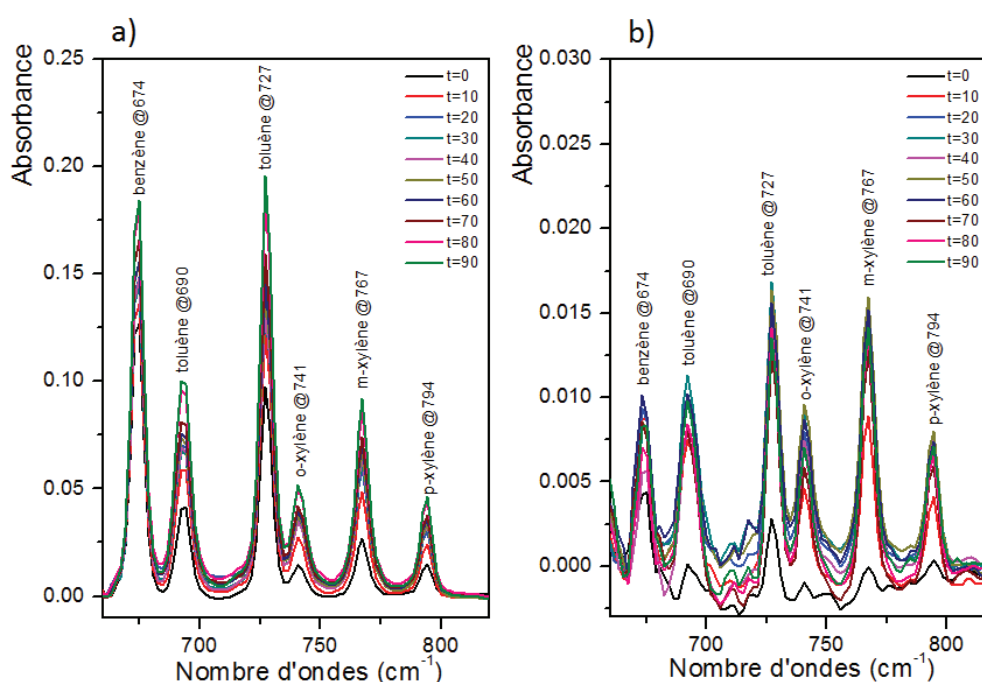 a)
0.25
0.20
0.15
0.10
0.05
0.00
Absorbance
benzène @674
toluène @690
toluène @727
o-xylène @741
m-xylène @767
p-xylène @794
t=0
t=10
t=20
t=30
t=40
t=50
t=60
t=70
t=80
t=90
700
750
800
Nombre d'ondes (cm⁻¹)
b)
0.030
0.025
0.020
0.015
0.010
0.005
0.000
Absorbance
benzène @674
toluène @690
toluène @727
o-xylène @741
m-xylène @767
p-xylène @794
t=0
t=10
t=20
t=30
t=40
t=50
t=60
t=70
t=80
t=90
700
750
800
Nombre d'ondes (cm⁻¹)